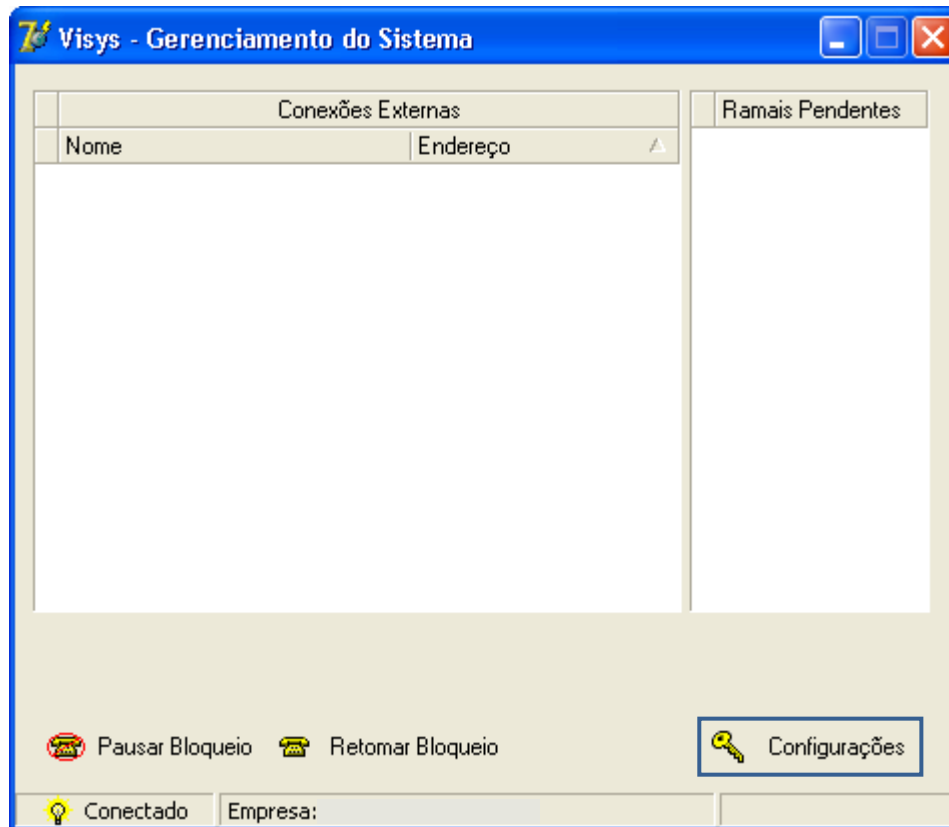 Visys - Gerenciamento do Sistema
Conexões Externas
Ramais Pendentes
Nome Endereço
Pausar Bloqueio Retomar Bloqueio Configurações
Conectado Empresa: